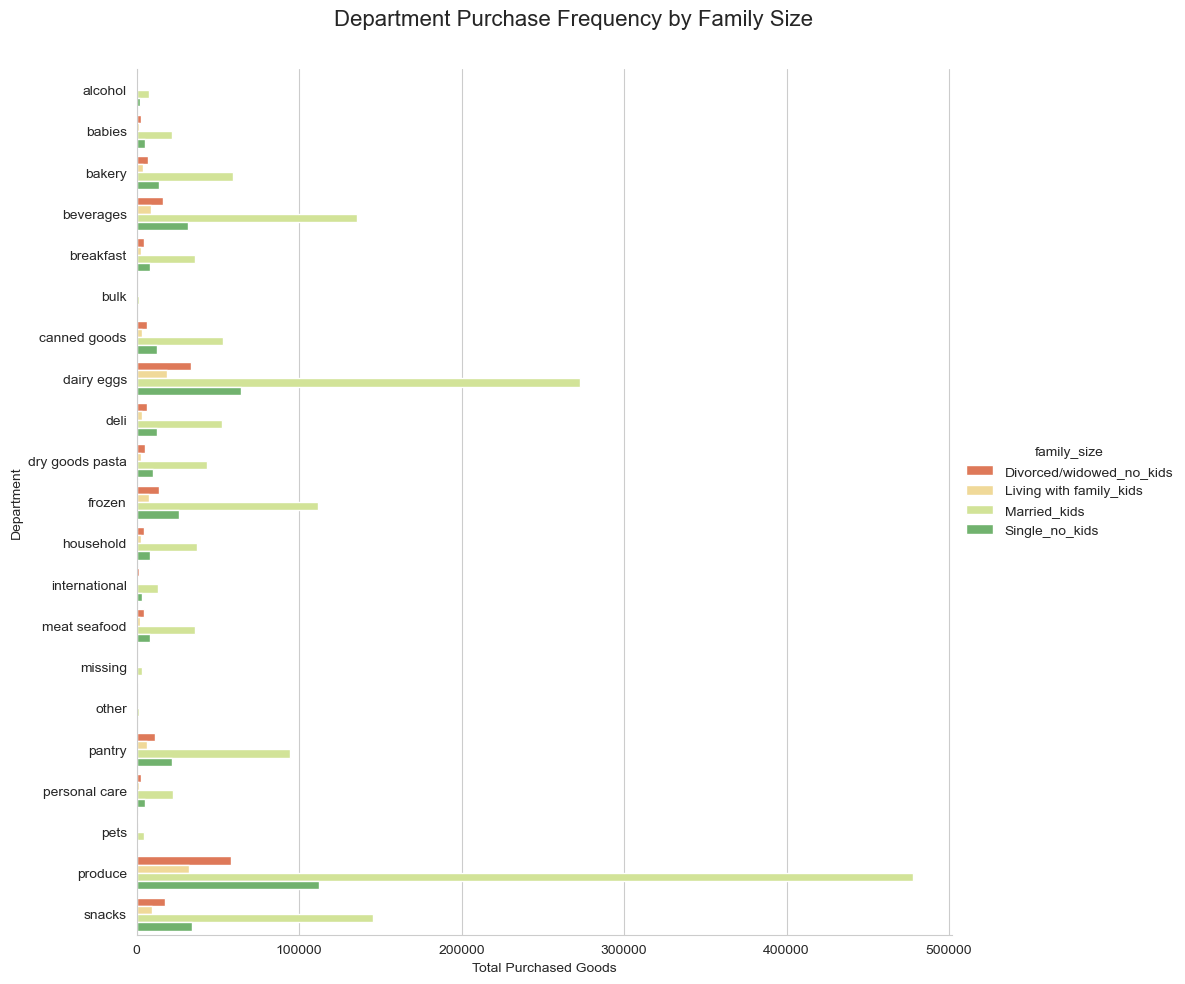 Department Purchase Frequency by Family Size
alcohol
babies
bakery
beverages
breakfast
bulk
canned goods
dairy eggs
deli
dry goods pasta
frozen
household
international
meat seafood
missing
other
pantry
personal care
pets
produce
snacks
Department
0
100000
200000
300000
400000
500000
Total Purchased Goods
family_size
Divorced/widowed_no_kids
Living with family_kids
Married_kids
Single_no_kids